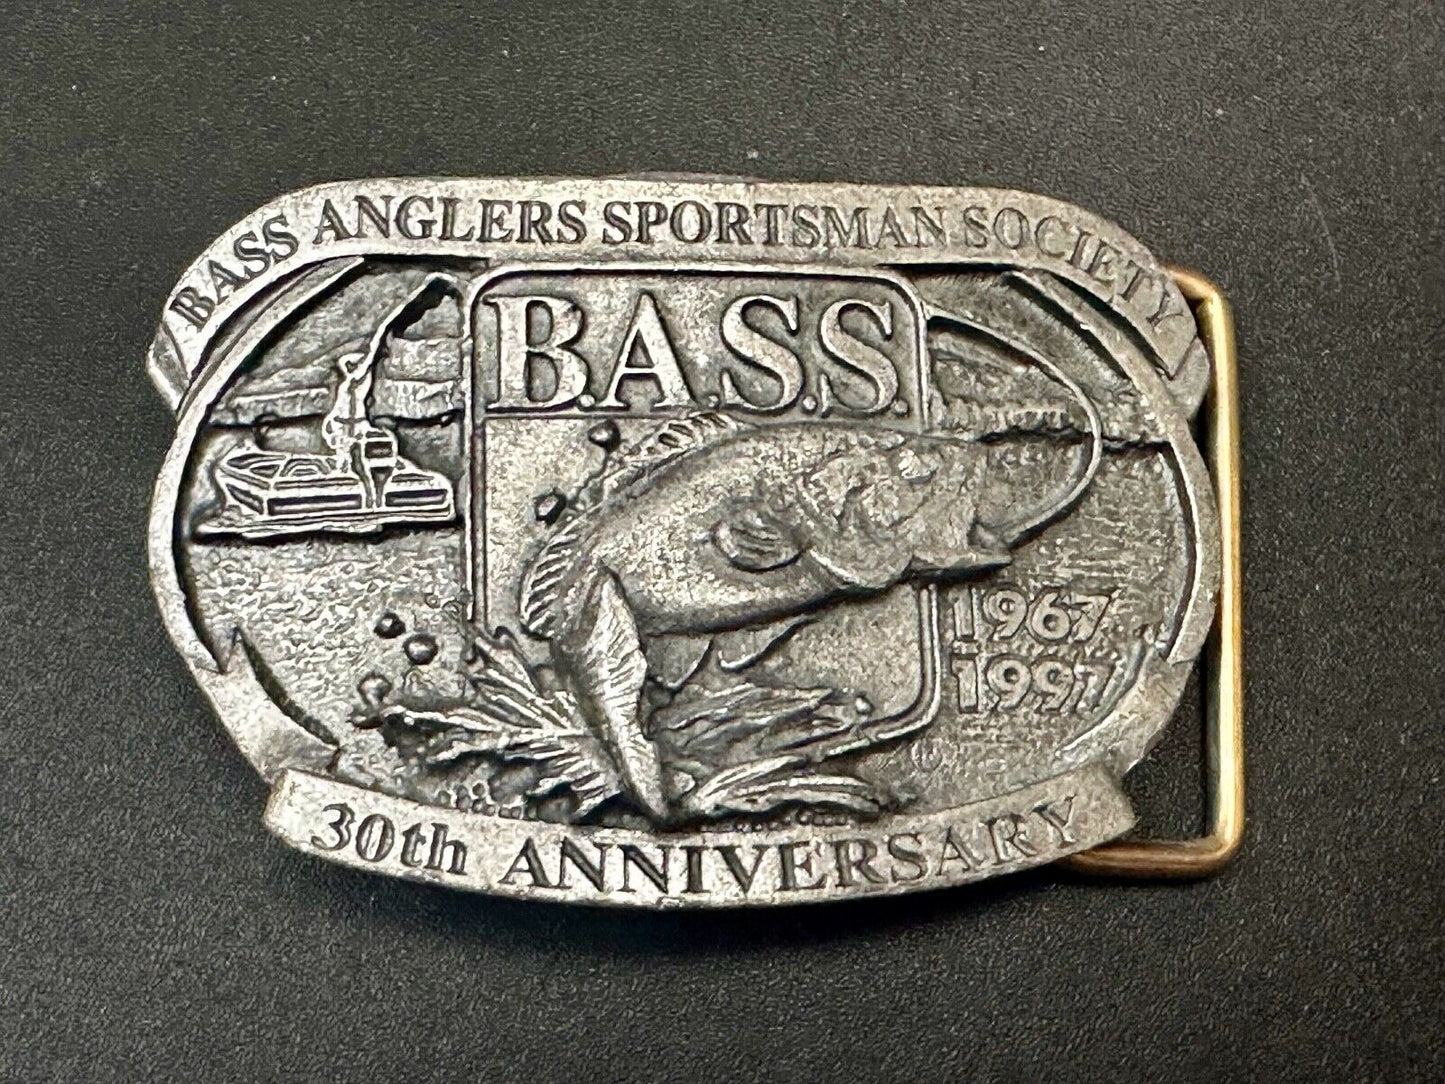 BASS ANGLERS SPORTSMAN SOCIETY
B.A.S.S.
1967
1997
30th ANNIVERSARY